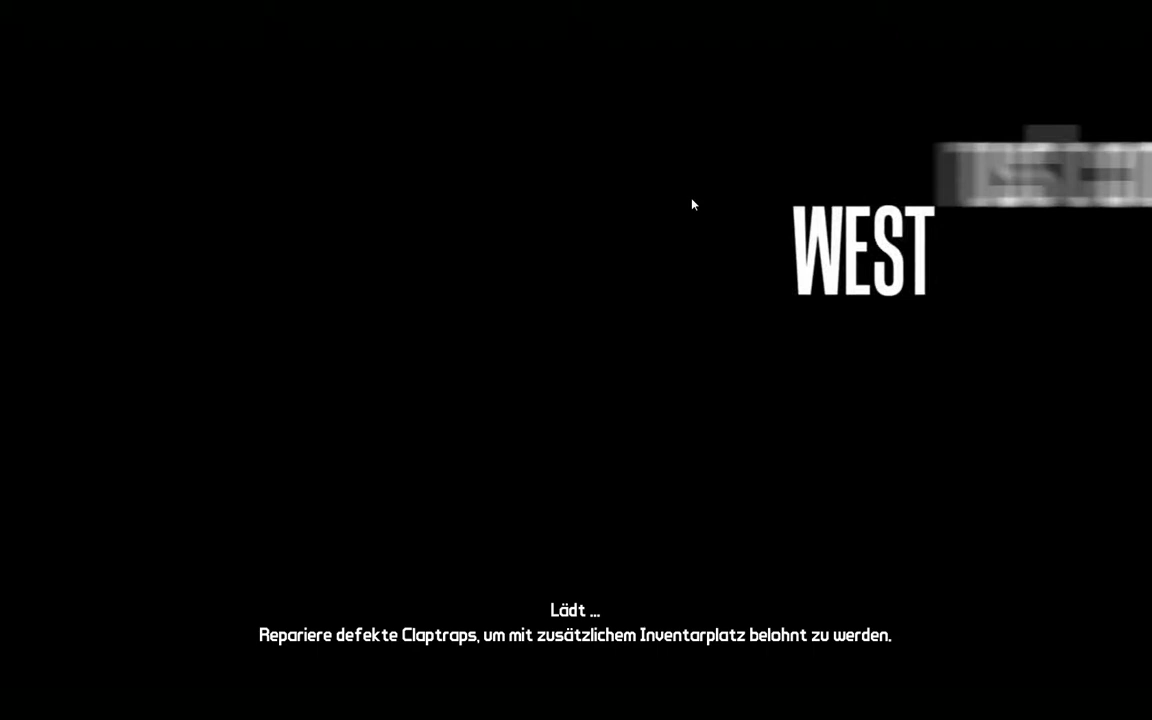 WEST
Lädt ...
Repariere defekte Claptraps, um mit zusätzlichem Inventarplatz belohnt zu werden.